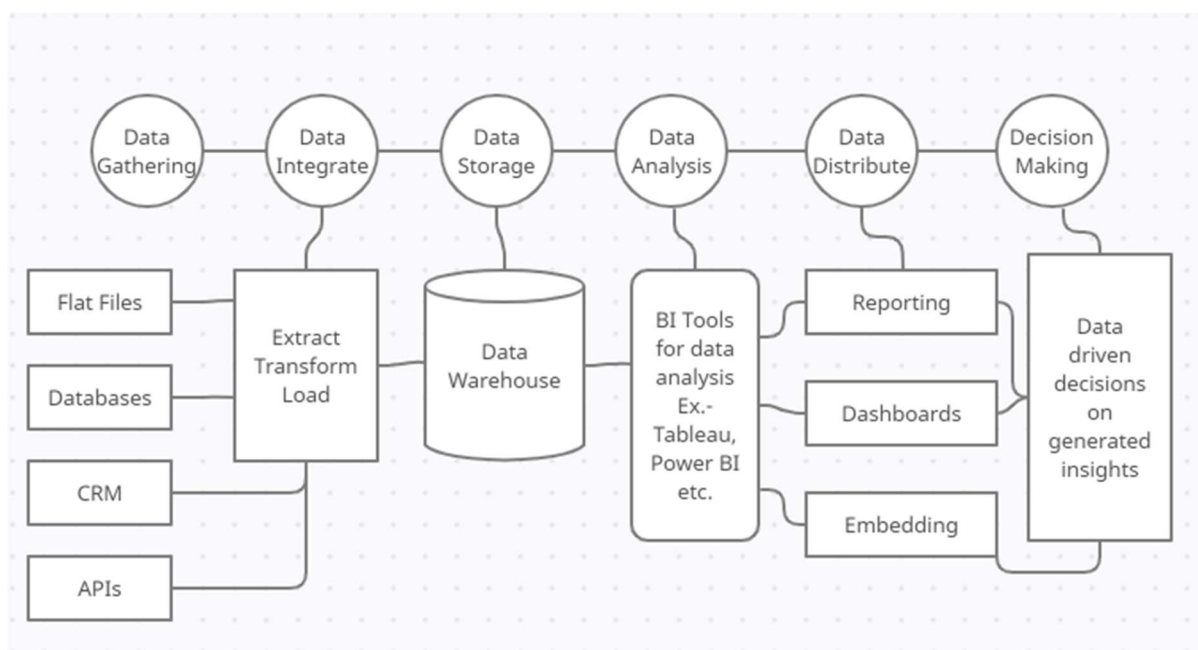 Data
Gathering
Data
Integrate
Data
Storage
Data
Analysis
Data
Distribute
Decision
Making
Flat Files
Databases
CRM
APIs
Extract
Transform
Load
Data
Warehouse
BI Tools
for data
analysis
Ex.-
Tableau,
Power BI
etc.
Reporting
Dashboards
Embedding
Data
driven
decisions
on
generated
insights